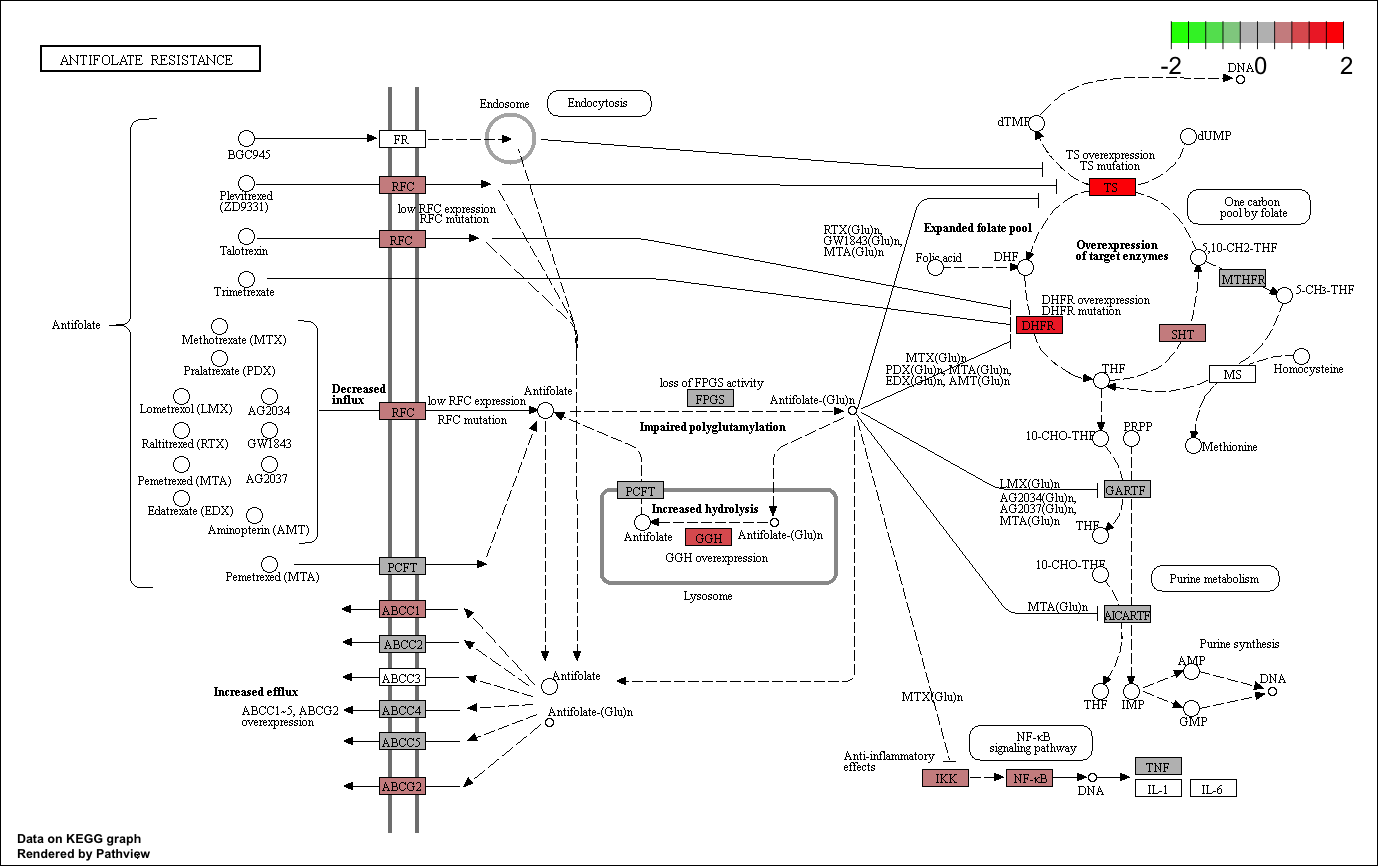 -2
0
2
ANTIFOLATE RESISTANCE
DNA
Endosome
Endocytosis
dTMP
dUMP
FR
BGC945
TS overexpression
TS mutation
RFC
TS
Plevitrexed
(ZD9331)
low RFC expression
RFC mutation
One carbon
pool by folate
RTX(Glu)n,
GW1843(Glu)n,
MTA(Glu)n
Expanded folate pool
RFC
Talotrexin
Overexpression
of target enzymes
5,10-CH2-THF
Folic acid
DHF
MTHFR
Trimetrexate
5-CH3-THF
DHFR overexpression
DHFR mutation
Antifolate
DHFR
SHT
Methotrexate (MTX)
Pralatrexate (PDX)
MTX(Glu)n
PDX(Glu)n, MTA(Glu)n,
EDX(Glu)n, AMT(Glu)n
THF
MS
Homocysteine
Decreased
influx
loss of FPGS activity
FPGS
Antifolate
Antifolate-(Glu)n
Lometrexol (LMX)
AG2034
RFC
low RFC expression
RFC mutation
Impaired polyglutamylation
Raltitrexed (RTX)
GW1843
10-CHO-THF
PRPP
Methionine
Pemetrexed (MTA)
AG2037
LMX(Glu)n
AG2034(Glu)n,
AG2037(Glu)n,
MTA(Glu)n
GARTF
PCFT
Edatrexate (EDX)
Increased hydrolysis
Aminopterin (AMT)
Antifolate
GGH
Antifolate-(Glu)n
GGH overexpression
THF
PCFT
Pemetrexed (MTA)
10-CHO-THF
Purine metabolism
Lysosome
ABCC1
MTA(Glu)n
AICARTF
ABCC2
Purine synthesis
AMP
ABCC3
Antifolate
DNA
Increased efflux
ABCC1~5, ABCG2
overexpression
ABCC4
Antifolate-(Glu)n
MTX(Glu)n
THF
IMP
GMP
ABCC5
NF-κB
signaling pathway
Anti-inflammatory
effects
ABCG2
IKK
NF-κB
DNA
TNF
IL-1
IL-6
Data on KEGG graph
Rendered by Pathview